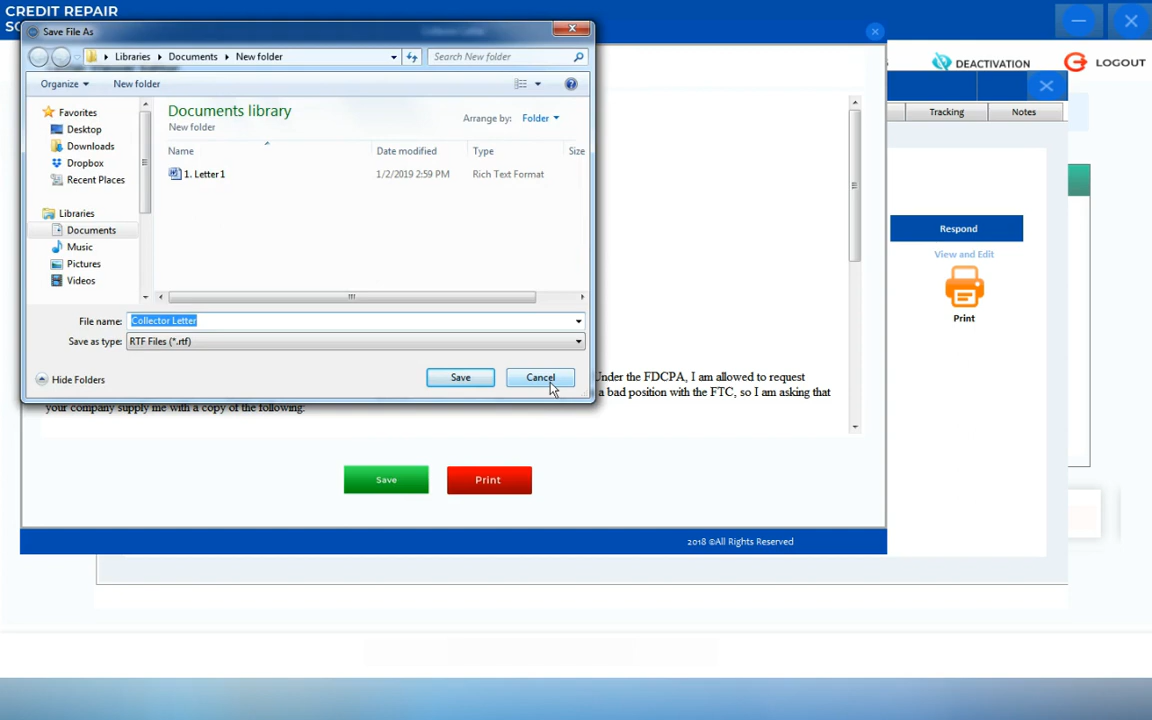 CREDIT REPAIR
SO
Save File As
Libraries
Documents
New folder
Search New folder
Organize
New folder
Favorites
Desktop
Downloads
Dropbox
Recent Places
Libraries
Documents
Music
Pictures
Videos
Documents library
New folder
Arrange by:
Folder
Name
Date modified
Type
Size
1. Letter 1
1/2/2019 2:59 PM
Rich Text Format
File name:
Collector Letter
Save as type:
RTF Files (*.rtf)
Hide Folders
Save
Cancel
DEACTIVATION
LOGOUT
Tracking
Notes
Respond
View and Edit
Print
Under the FDCPA, I am allowed to request
a bad position with the FTC, so I am asking that
your company supply me with a copy of the following:
Save
Print
2018 ©All Rights Reserved